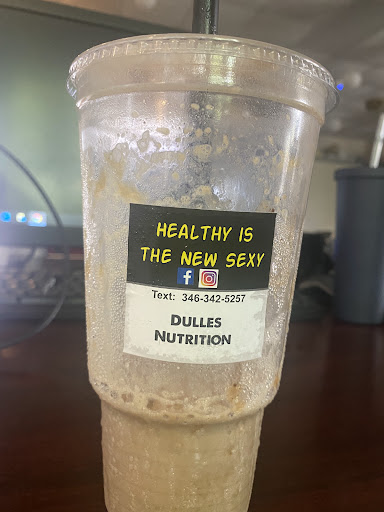 HEALTHY IS
THE NEW SEXY
f
Text: 346-342-5257
DULLES
NUTRITION